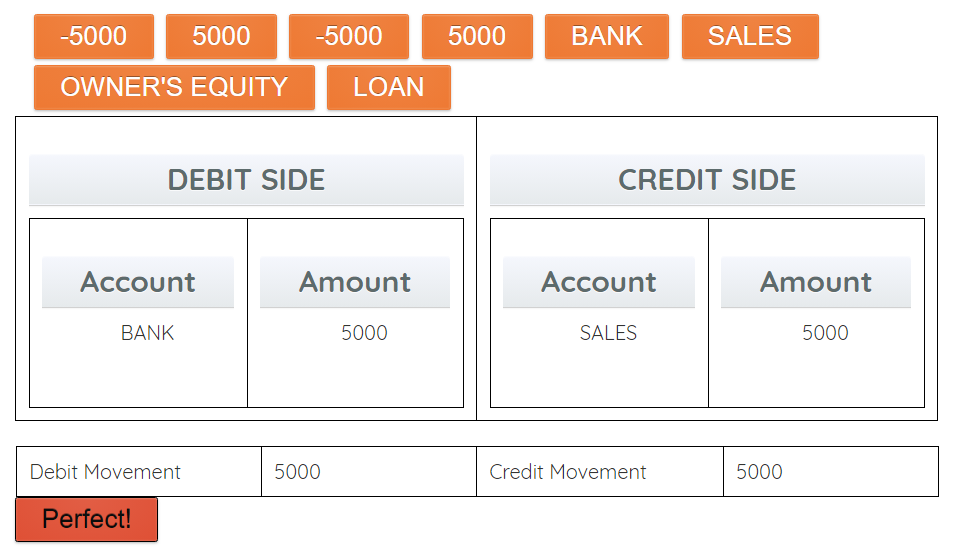 -5000 5000 -5000 5000 BANK SALES
OWNER'S EQUITY LOAN
DEBIT SIDE CREDIT SIDE
Account Amount Account Amount
BANK 5000 SALES 5000
Debit Movement 5000 Credit Movement 5000
Perfect!